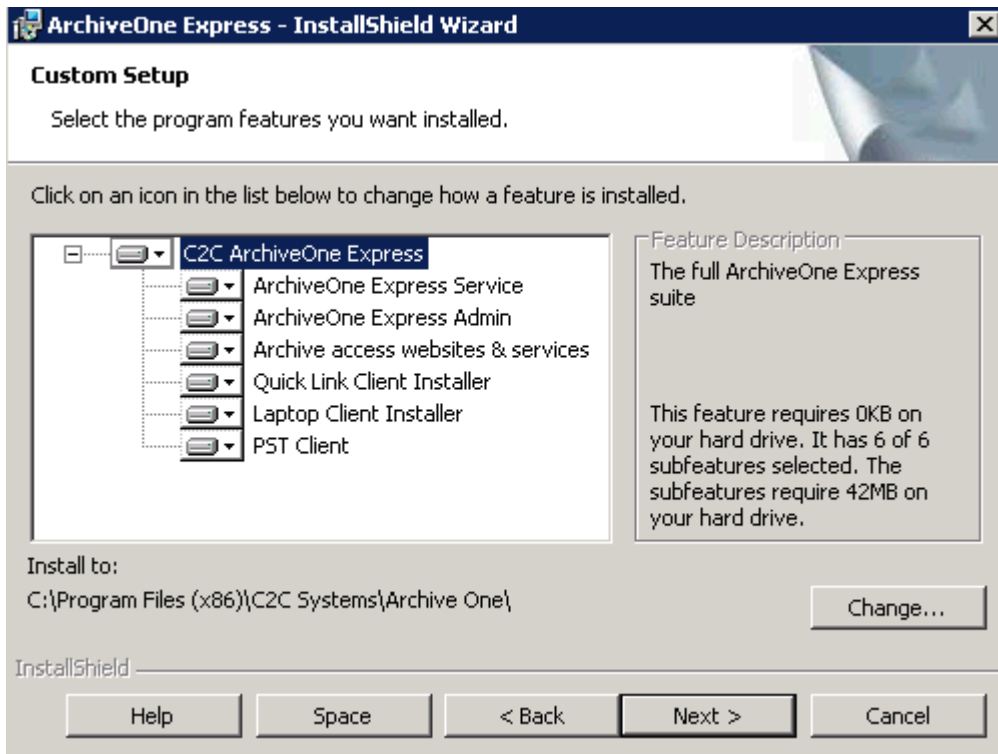 ArchiveOne Express - InstallShield Wizard
Custom Setup
Select the program features you want installed.
Click on an icon in the list below to change how a feature is installed.
C2C ArchiveOne Express
ArchiveOne Express Service
ArchiveOne Express Admin
Archive access websites & services
Quick Link Client Installer
Laptop Client Installer
PST Client
Feature Description
The full ArchiveOne Express
suite
This feature requires 0KB on
your hard drive. It has 6 of 6
subfeatures selected. The
subfeatures require 42MB on
your hard drive.
Install to:
C:\Program Files (x86)\C2C Systems\Archive One\
Change...
InstallShield
Help
Space
< Back
Next >
Cancel